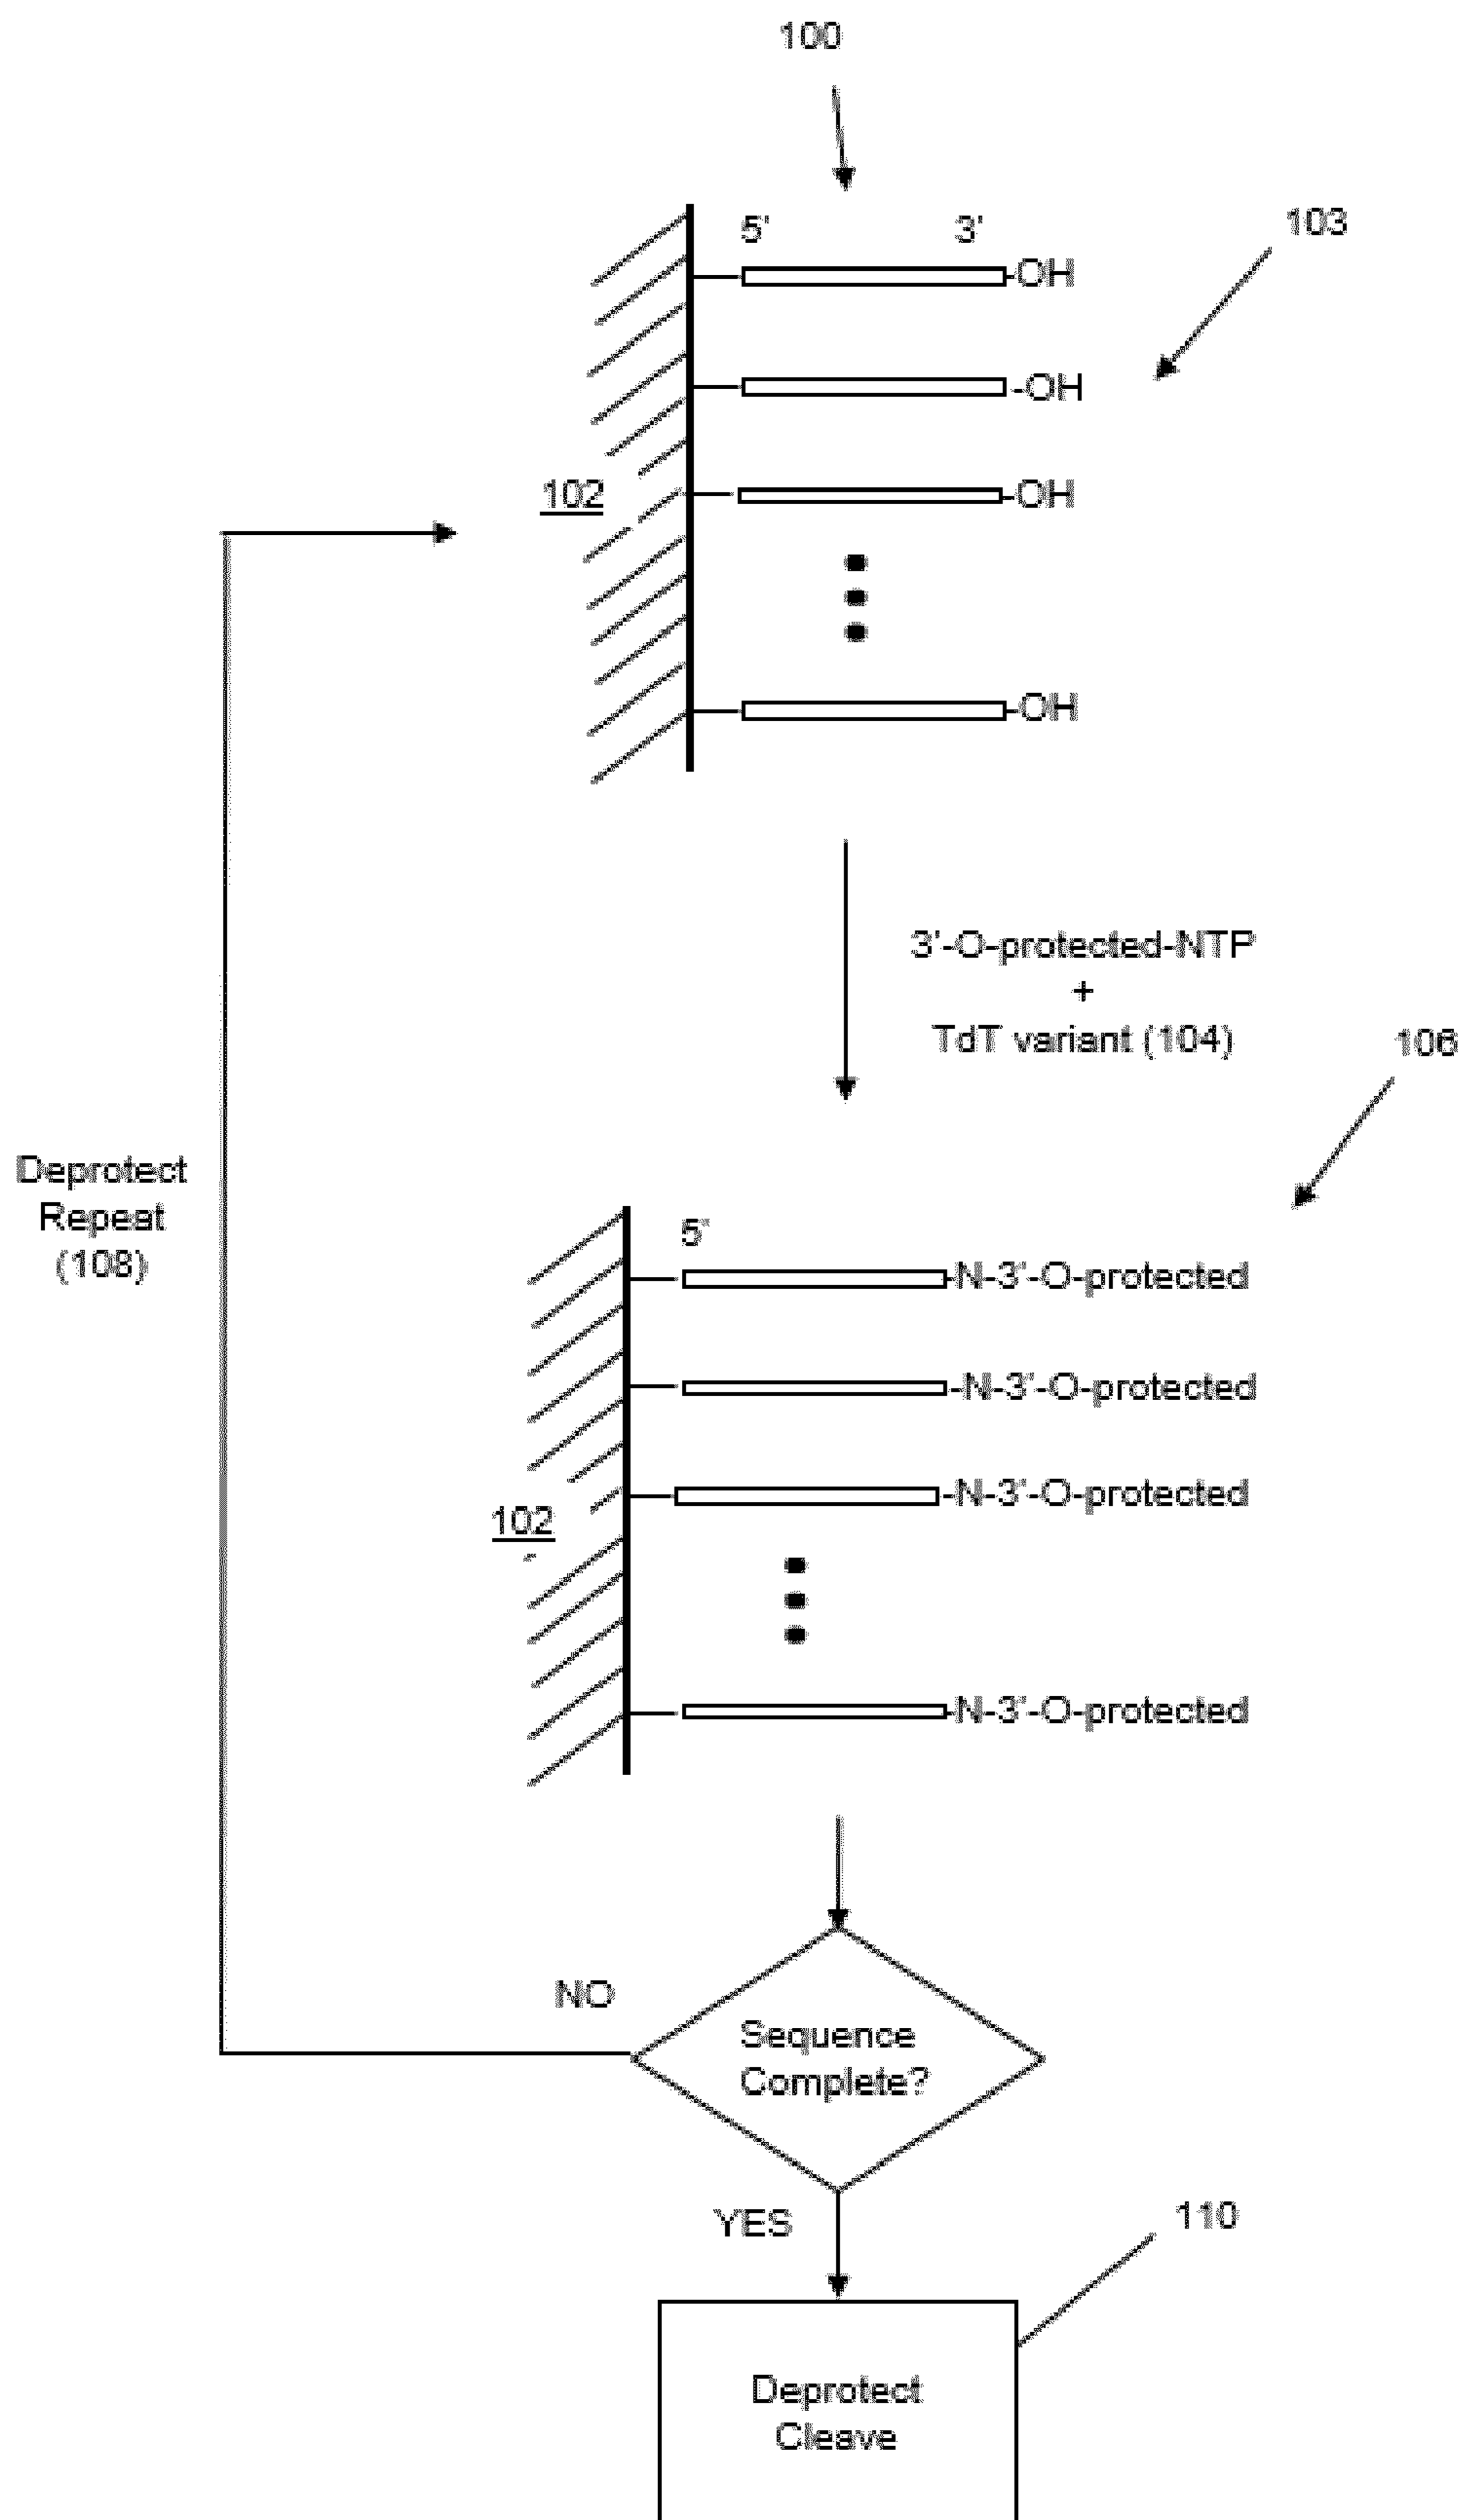 100
103
5' 3'
-OH
-OH
102
-OH
-OH
3'-O-protected-NTP
+
TdT variant (104)
106
Deprotect
Repeat
(108)
5'
-N-3'-O-protected
-N-3'-O-protected
-N-3'-O-protected
102
-N-3'-O-protected
NO
Sequence
Complete?
YES
110
Deprotect
Cleave